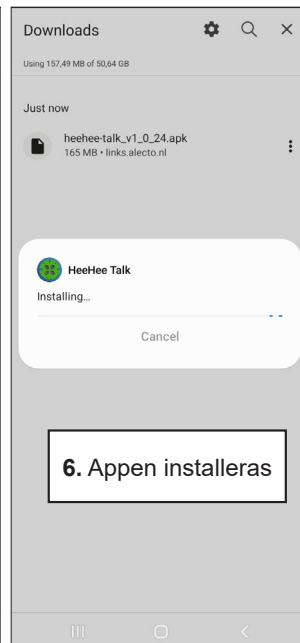 Downloads
Using 157,49 MB of 50,64 GB
Just now
heehee-talk_v1_0_24.apk
165 MB • links.alecto.nl
HeeHee Talk
Installing…
Cancel
6. Appen installeras